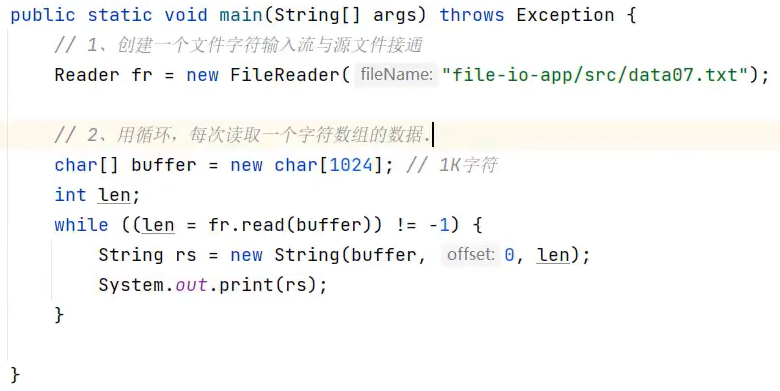 public static void main(String[] args) throws Exception {
// 1、创建一个文件字符输入流与源文件接通
Reader fr = new FileReader( fileName: "file-io-app/src/data07.txt");
// 2、用循环，每次读取一个字符数组的数据.
char[] buffer = new char[1024]; // 1K字符
int len;
while ((len = fr.read(buffer)) != -1) {
String rs = new String(buffer, offset: 0, len);
System.out.print(rs);
}
}